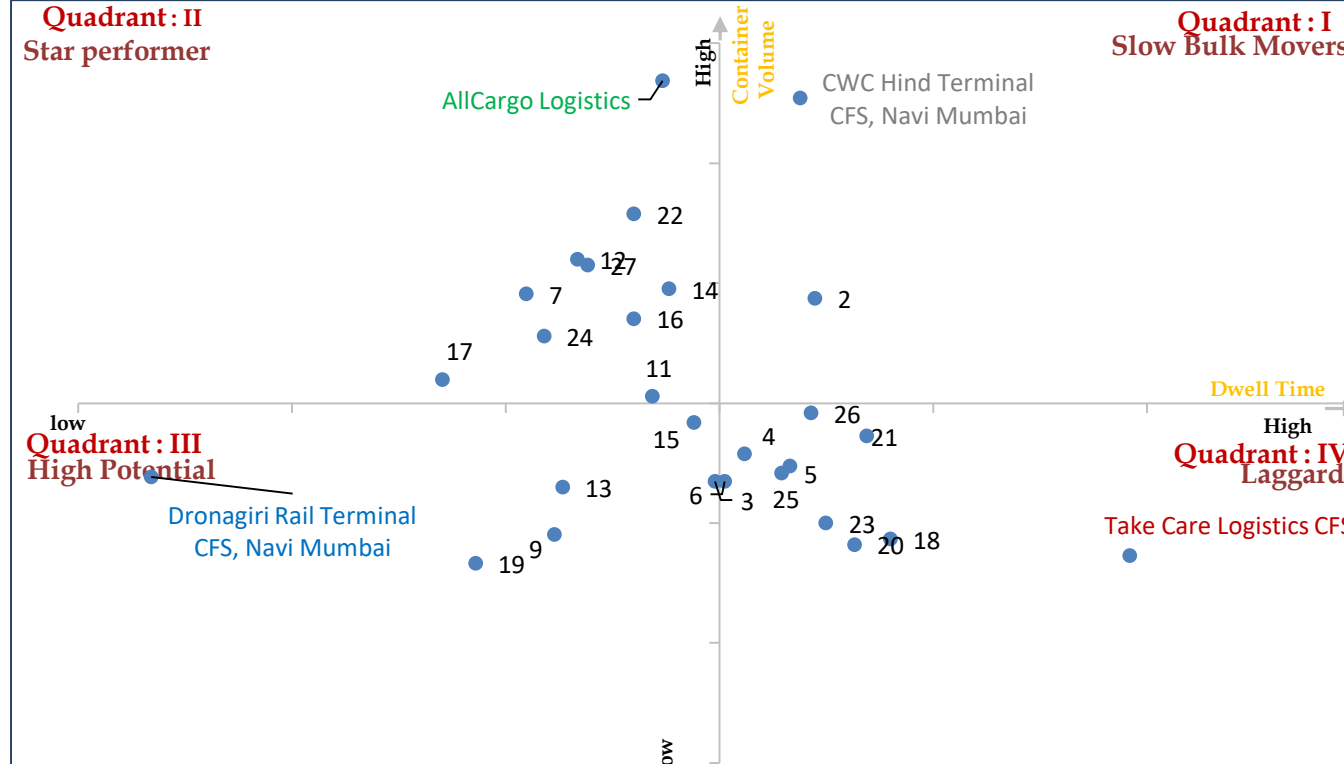 Quadrant : II
Star performer
Quadrant : I
Slow Bulk Movers
High
Container
Volume
AllCargo Logistics
CWC Hind Terminal
CFS, Navi Mumbai
22
12
27
7
14
2
16
24
17
11
Dwell Time
low
High
26
15
4
21
Quadrant : III
High Potential
Quadrant : IV
Laggard
5
13
6
3
25
Dronagiri Rail Terminal
CFS, Navi Mumbai
23
Take Care Logistics CFS
9
20
18
19
ow